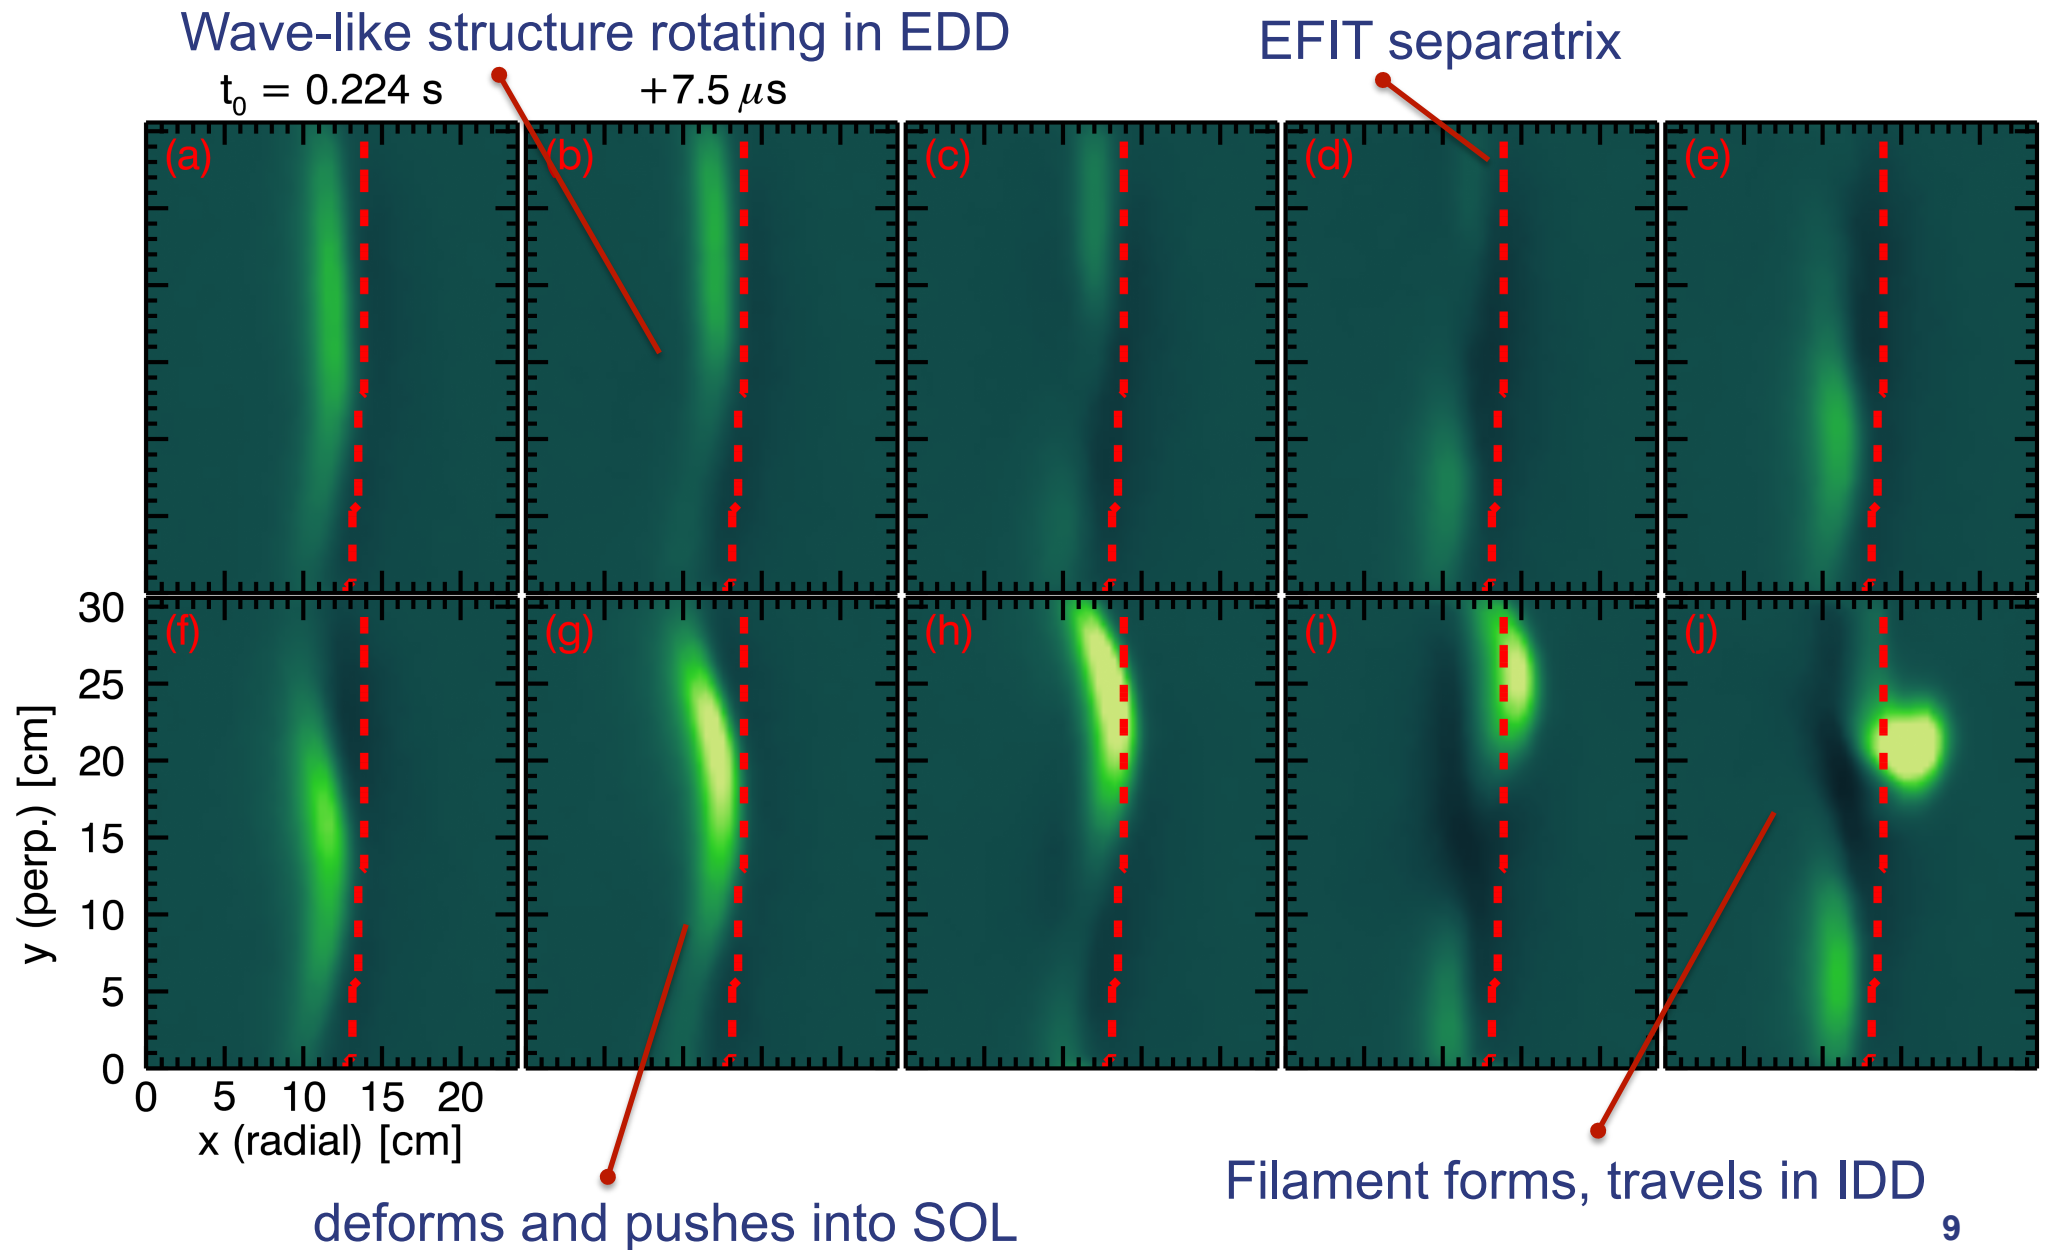 Wave-like structure rotating in EDD
EFIT separatrix
t0 = 0.224 s
+7.5 μs
(a)
(b)
(c)
(d)
(e)
(f)
(g)
(h)
(i)
(j)
30
25
20
15
10
5
0
y (perp.) [cm]
0 5 10 15 20
x (radial) [cm]
Filament forms, travels in IDD
deforms and pushes into SOL
9